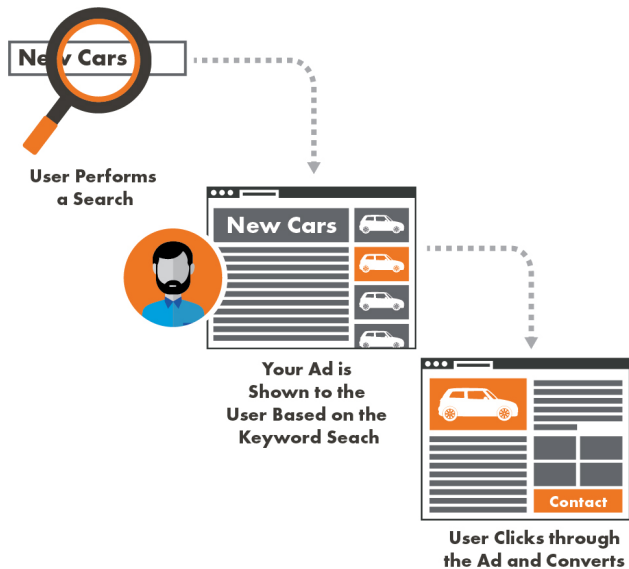 New Cars
User Performs
a Search
New Cars
Your Ad is
Shown to the
User Based on the
Keyword Seach
Contact
User Clicks through
the Ad and Converts